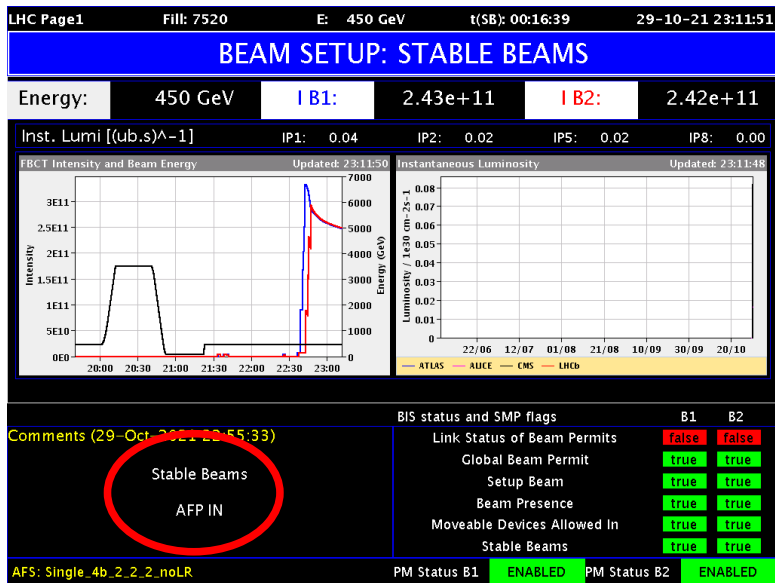 LHC Page1 Fill: 7520 E: 450 GeV t(SB): 00:16:39 29-10-21 23:11:51
BEAM SETUP: STABLE BEAMS
Energy: 450 GeV I B1: 2.43e+11 I B2: 2.42e+11
Inst. Lumi [(ub.s)^-1] IP1: 0.04 IP2: 0.02 IP5: 0.02 IP8: 0.00
FBCT Intensity and Beam Energy Updated: 23:11:50
Intensity
3E11
2.5E11
2E11
1.5E11
1E11
5E10
0E0
7000
6000
5000
4000
3000
2000
1000
0
Energy (GeV)
20:00 20:30 21:00 21:30 22:00 22:30 23:00
Instantaneous Luminosity Updated: 23:11:48
Luminosity / 1e30 cm-2s-1
0.08
0.07
0.06
0.05
0.04
0.03
0.02
0.01
0
22/06 12/07 01/08 21/08 10/09 30/09 20/10
ATLAS ALICE CMS LHCb
Comments (29-Oct-2021 22:55:33)
Stable Beams
AFP IN
BIS status and SMP flags B1 B2
Link Status of Beam Permits false false
Global Beam Permit true true
Setup Beam true true
Beam Presence true true
Moveable Devices Allowed In true true
Stable Beams true true
AFS: Single_4b_2_2_2_noLR PM Status B1 ENABLED PM Status B2 ENABLED